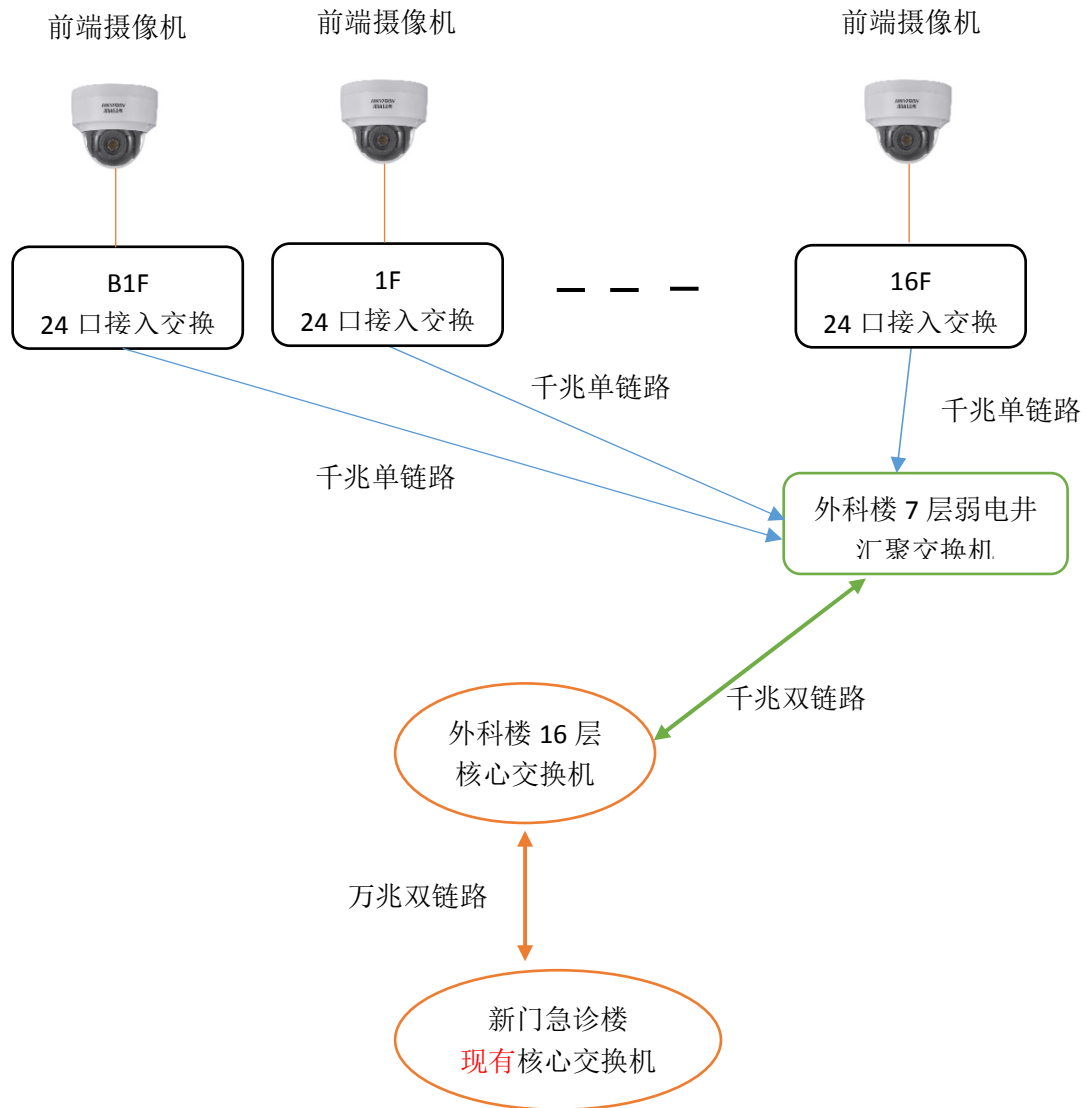 前端摄像机
前端摄像机
前端摄像机
B1F
24 口接入交换
1F
24 口接入交换
16F
24 口接入交换
千兆单链路
千兆单链路
千兆单链路
外科楼 7 层弱电井
汇聚交换机
千兆双链路
外科楼 16 层
核心交换机
万兆双链路
新门急诊楼
现有核心交换机